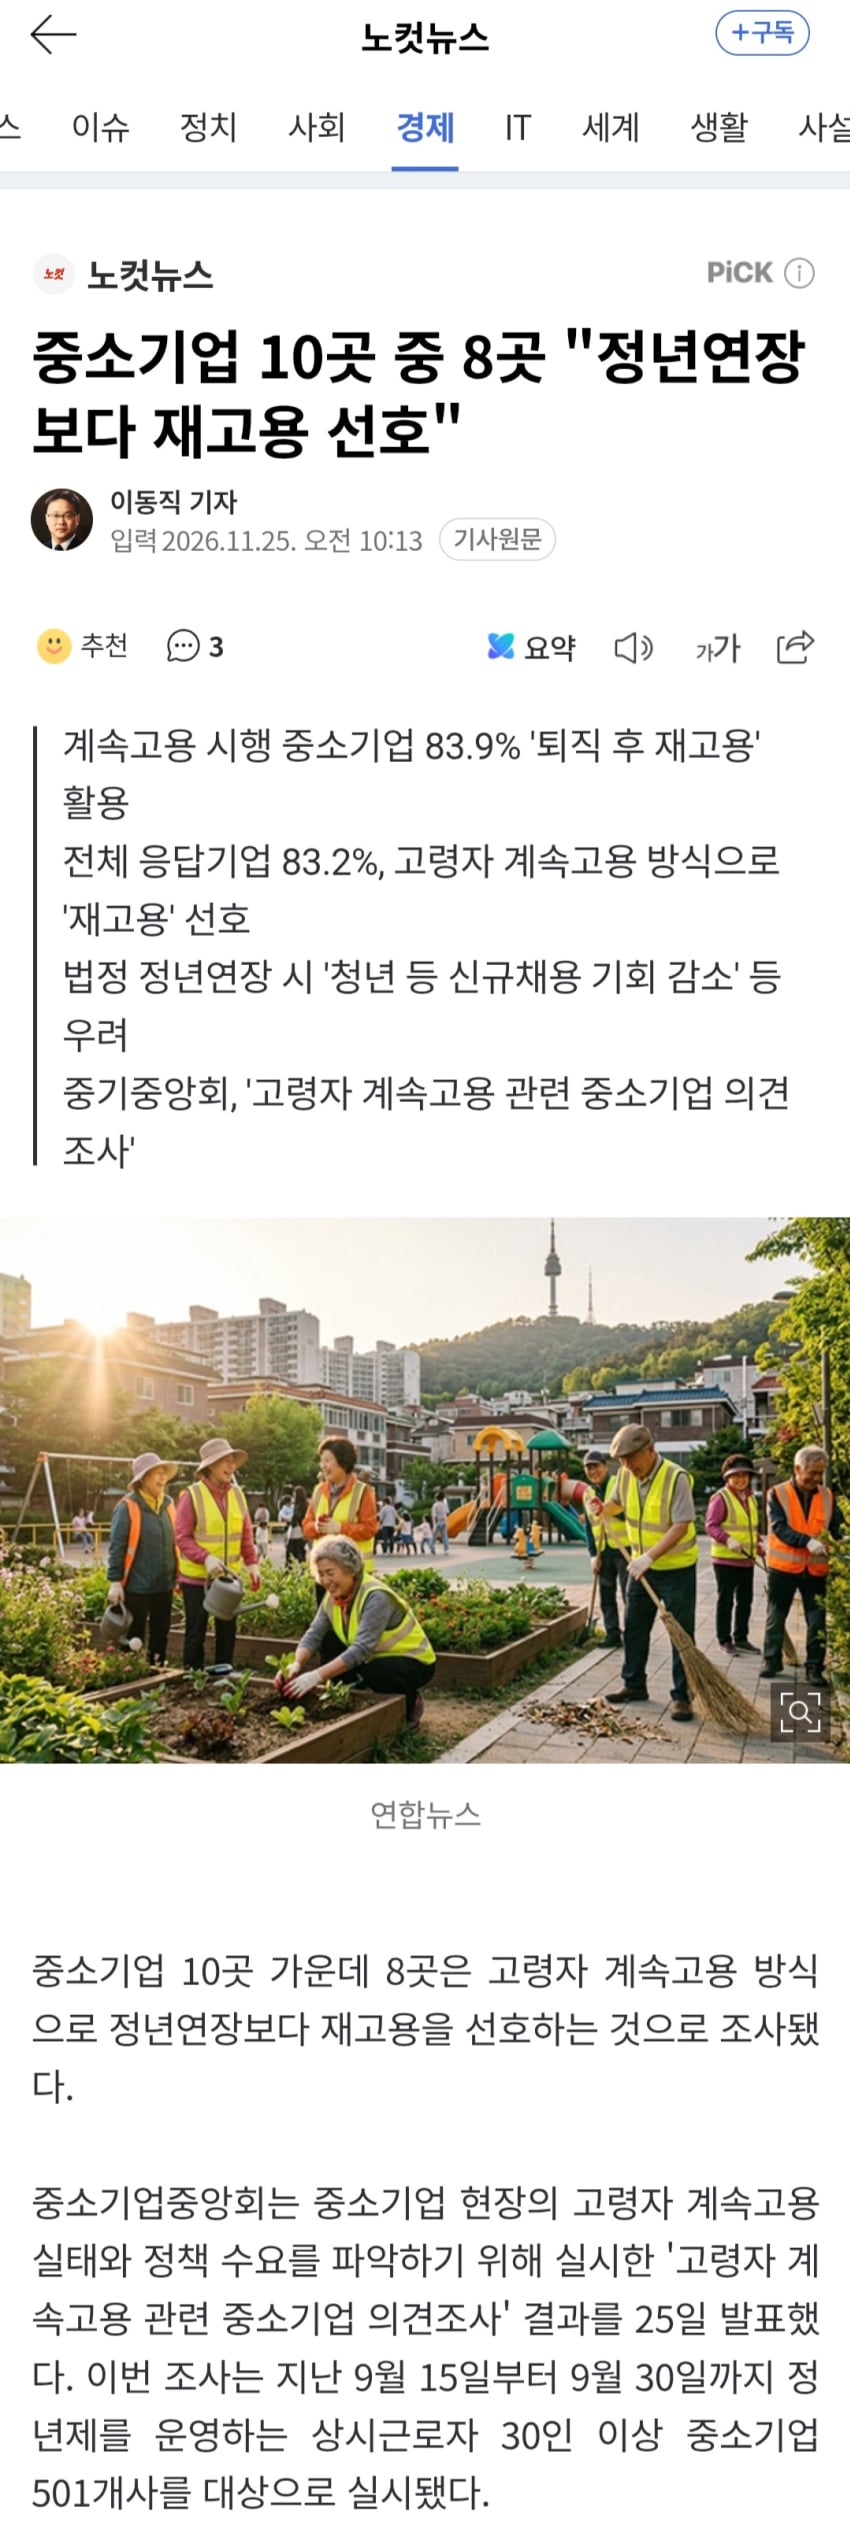 노컷뉴스
+구독
스 이슈 정치 사회 경제 IT 세계 생활 사설
노컷 노컷뉴스 PiCK
중소기업 10곳 중 8곳 "정년연장
보다 재고용 선호"
이동직 기자
입력 2026.11.25. 오전 10:13 기사원문
추천 3 요약 가가
계속고용 시행 중소기업 83.9% '퇴직 후 재고용'
활용
전체 응답기업 83.2%, 고령자 계속고용 방식으로
'재고용' 선호
법정 정년연장 시 '청년 등 신규채용 기회 감소' 등
우려
중기중앙회, '고령자 계속고용 관련 중소기업 의견
조사'
연합뉴스
중소기업 10곳 가운데 8곳은 고령자 계속고용 방식
으로 정년연장보다 재고용을 선호하는 것으로 조사됐
다.
중소기업중앙회는 중소기업 현장의 고령자 계속고용
실태와 정책 수요를 파악하기 위해 실시한 '고령자 계
속고용 관련 중소기업 의견조사' 결과를 25일 발표했
다. 이번 조사는 지난 9월 15일부터 9월 30일까지 정
년제를 운영하는 상시근로자 30인 이상 중소기업
501개사를 대상으로 실시됐다.